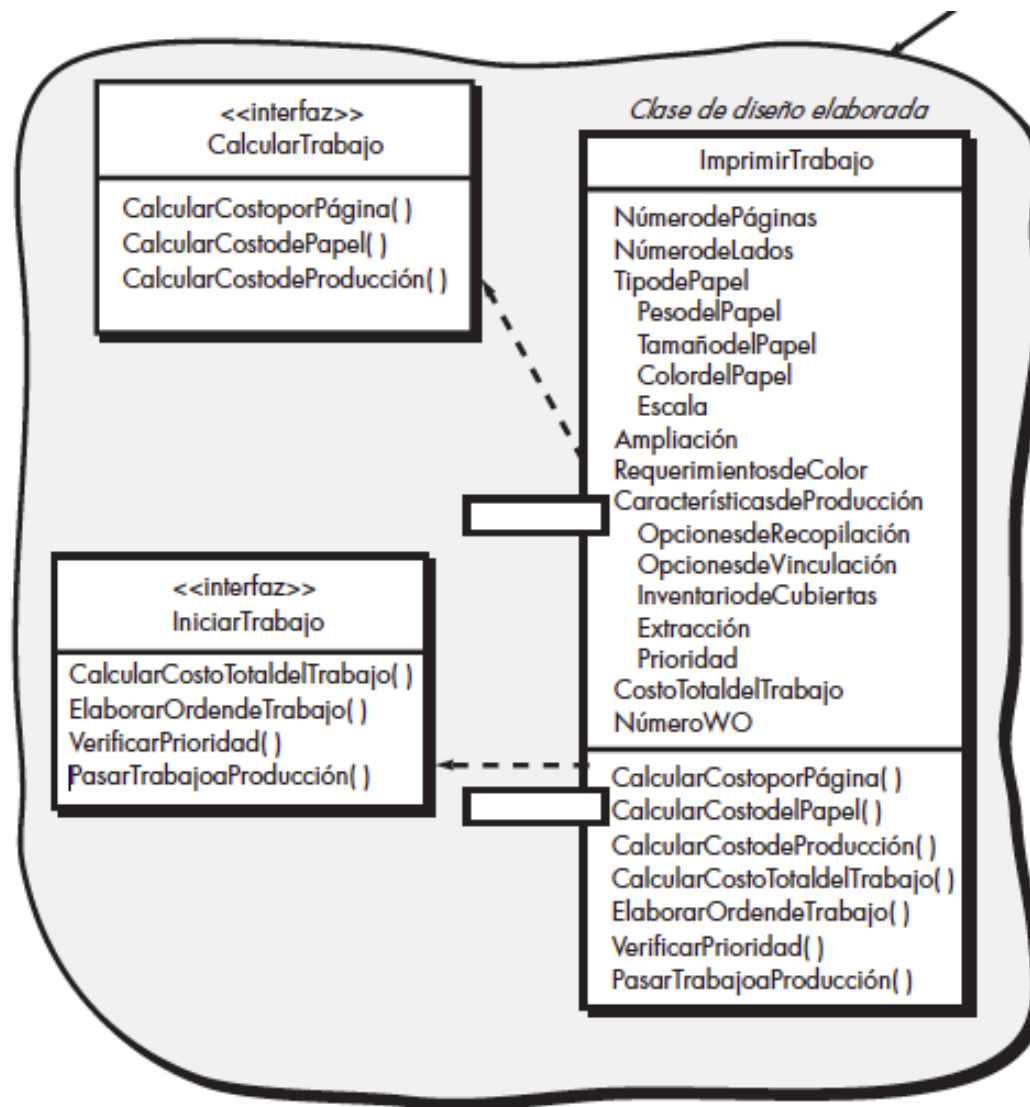 <<interfaz>>
CalcularTrabajo
CalcularCostoporPágina( )
CalcularCostodePapel( )
CalcularCostodeProducción( )
<<interfaz>>
IniciarTrabajo
CalcularCostoTotaldelTrabajo( )
ElaborarOrdendeTrabajo( )
VerificarPrioridad( )
PasarTrabajoaProducción( )
Clase de diseño elaborada
ImprimirTrabajo
NúmerodePáginas
NúmerodeLados
TipodePapel
PesodelPapel
TamañodelPapel
ColordelPapel
Escala
Ampliación
RequerimientosdeColor
CaracterísticasdeProducción
OpcionesdeRecopilación
OpcionesdeVinculación
InventariodeCubiertas
Extracción
Prioridad
CostoTotaldelTrabajo
NúmeroWO
CalcularCostoporPágina( )
CalcularCostodelPapel( )
CalcularCostodeProducción( )
CalcularCostoTotaldelTrabajo( )
ElaborarOrdendeTrabajo( )
VerificarPrioridad( )
PasarTrabajoaProducción( )